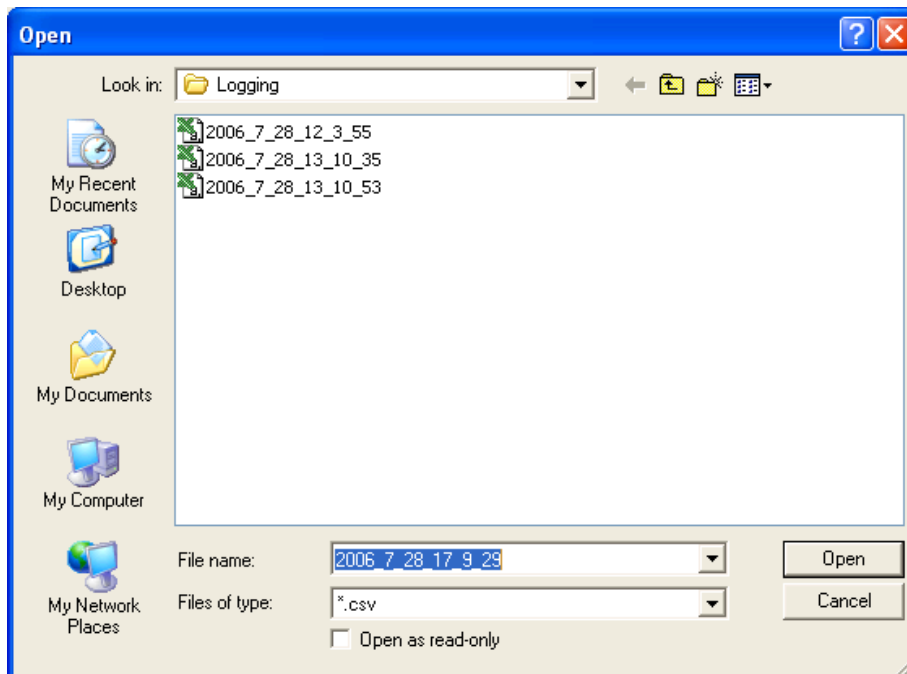 Open
Look in: Logging
2006_7_28_12_3_55
2006_7_28_13_10_35
2006_7_28_13_10_53
My Recent
Documents
Desktop
My Documents
My Computer
My Network
Places
File name: 2006_7_28_17_9_29 Open
Files of type: *.csv Cancel
Open as read-only